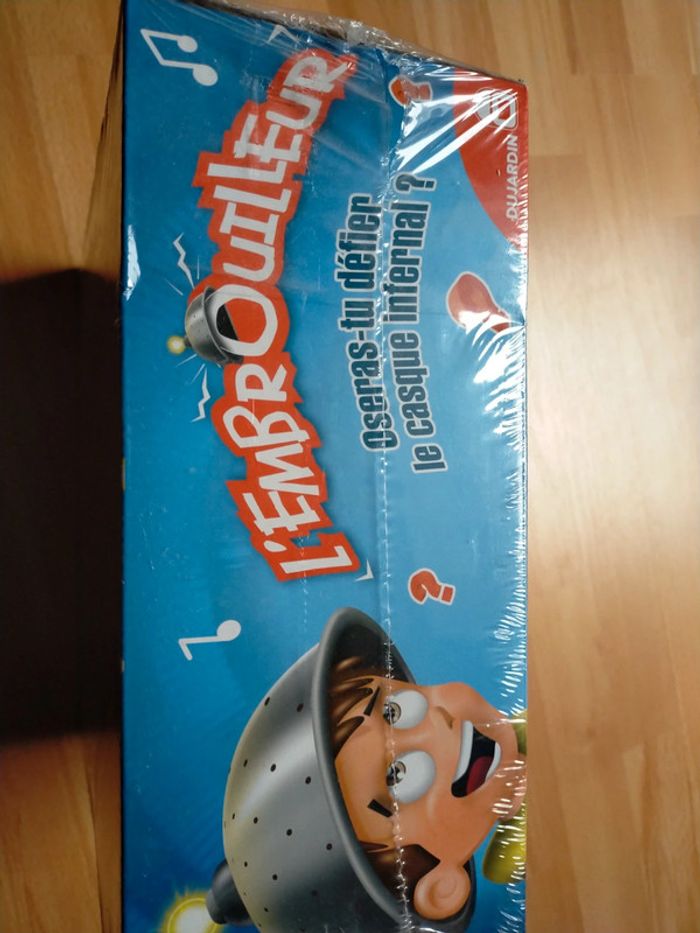 L'EMBROUILLEUR
Oseras-tu défier
le casque infernal ?
DUJARDIN